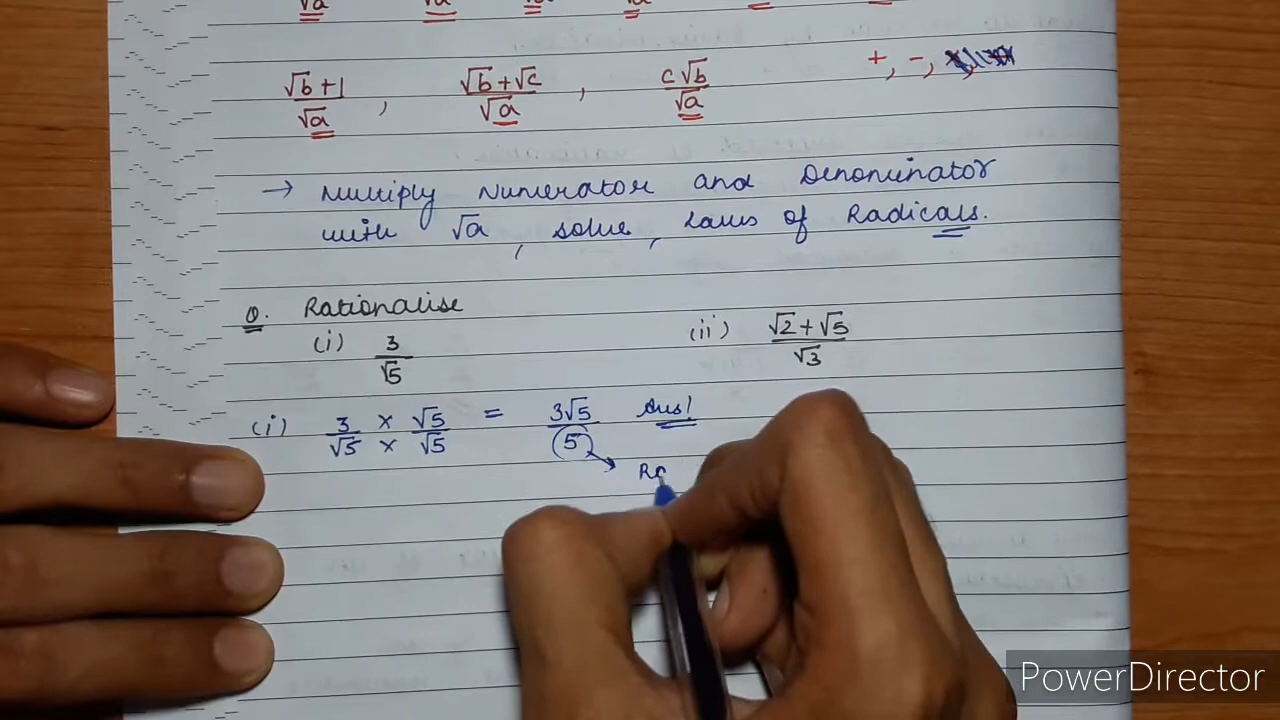 √a √a √a √a
√b+1/√a , √b+√c/√a , c√b/√a +, -,
→ Multiply Numerator and Denominator
with √a, solve, Laws of Radicals.
Q. Rationalise
(i) 3/√5 (ii) √2+√5/√3
(i) 3/√5 × √5/√5 = 3√5/5 Ans!
Ra
PowerDirector